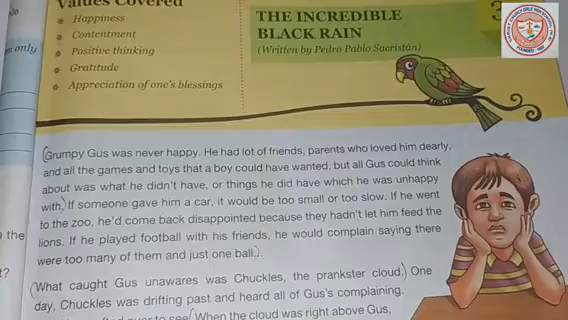 Values Covered
Happiness
Contentment
Positive thinking
Gratitude
Appreciation of one's blessings
THE INCREDIBLE
BLACK RAIN
(Written by Pedro Pablo Sacristán)
3
only
(Grumpy Gus was never happy. He had lot of friends, parents who loved him dearly,
and all the games and toys that a boy could have wanted, but all Gus could think
about was what he didn't have, or things he did have which he was unhappy
with. If someone gave him a car, it would be too small or too slow. If he went
to the zoo, he'd come back disappointed because they hadn't let him feed the
lions. If he played football with his friends, he would complain saying there
were too many of them and just one ball.)
the
(What caught Gus unawares was Chuckles, the prankster cloud.) One
day, Chuckles was drifting past and heard all of Gus's complaining.
over to see (When the cloud was right above Gus,